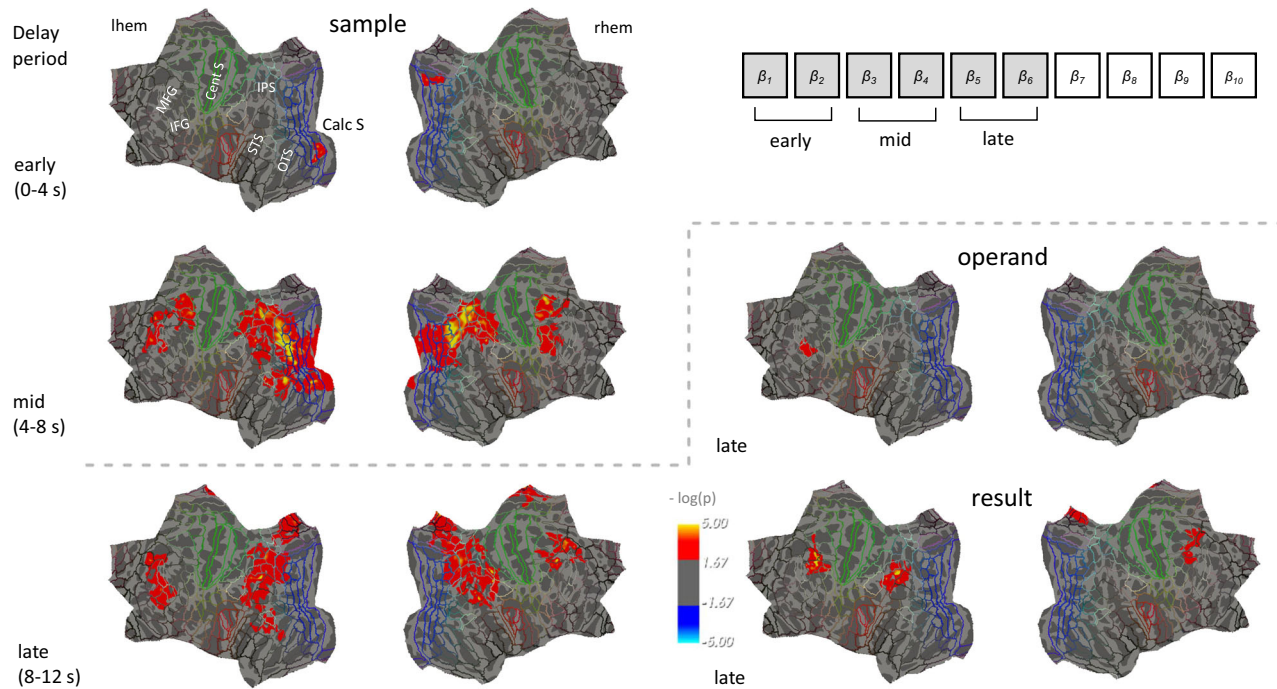 Delay
period
lhem
sample
rhem
MFG
IFG
Cent S
IPS
STS
OTS
Calc S
early
(0-4 s)
β1 β2 β3 β4 β5 β6 β7 β8 β9 β10
early mid late
mid
(4-8 s)
operand
late
late
(8-12 s)
- log(p)
5.00
1.67
-1.67
-5.00
result
late